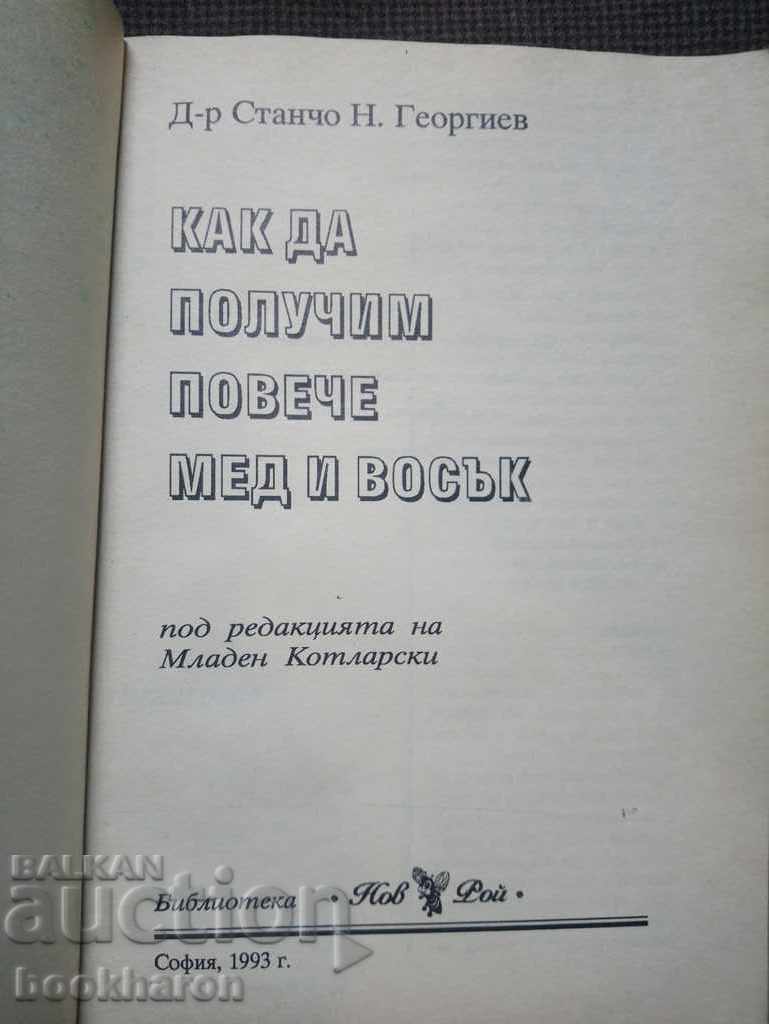 Д-р Станчо Н. Георгиев
КАК ДА
ПОЛУЧИМ
ПОВЕЧЕ
МЕД И ВОСЪК
под редакцията на
Младен Котларски
Библиотека • Нов Рой •
София, 1993 г.
BALKAN
auction
bookharon